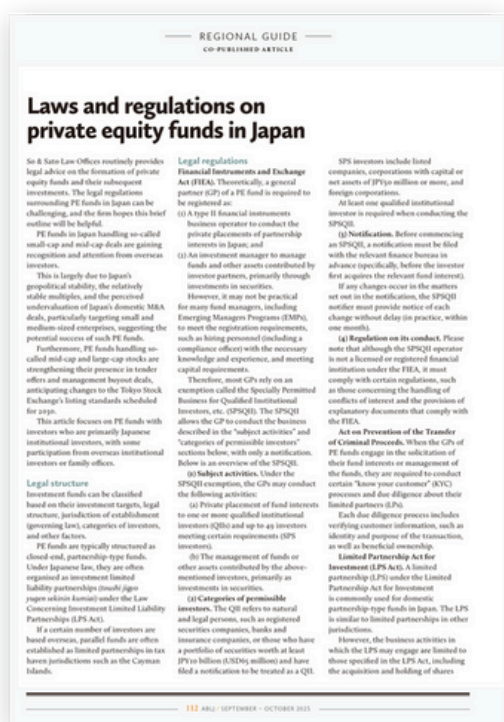 REGIONAL GUIDE
CO-PUBLISHED ARTICLE
Laws and regulations on
private equity funds in Japan
So & Sato Law Offices routinely provides
legal advice on the formation of private
equity funds and their subsequent
investments. The legal regulations
surrounding PE funds in Japan can be
challenging, and the firm hopes this brief
outline will be helpful.
PE funds in Japan handling so-called
small-cap and mid-cap deals are gaining
recognition and attention from overseas
investors.
This is largely due to Japan's
geopolitical stability, the relatively
stable multiples, and the perceived
undervaluation of Japan's domestic M&A
deals, particularly targeting small and
medium-sized enterprises, suggesting the
potential success of such PE funds.
Furthermore, PE funds handling so-
called mid-cap and large-cap stocks are
strengthening their presence in tender
offers and management buyout deals,
anticipating changes to the Tokyo Stock
Exchange's listing standards scheduled
for 2030.
This article focuses on PE funds with
investors who are primarily Japanese
institutional investors, with some
participation from overseas institutional
investors or family offices.
Legal structure
Investment funds can be classified
based on their investment targets, legal
structure, jurisdiction of establishment
(governing law), categories of investors,
and other factors.
PE funds are typically structured as
closed-end, partnership-type funds.
Under Japanese law, they are often
organised as investment limited
liability partnerships (toushi jigyo
yugen sekinin kumiai) under the Law
Concerning Investment Limited Liability
Partnerships (LPS Act).
If a certain number of investors are
based overseas, parallel funds are often
established as limited partnerships in tax
haven jurisdictions such as the Cayman
Islands.
Legal regulations
Financial Instruments and Exchange
Act (FIEA). Theoretically, a general
partner (GP) of a PE fund is required to
be registered as:
(1) A type II financial instruments
business operator to conduct the
private placements of partnership
interests in Japan; and
(2) An investment manager to manage
funds and other assets contributed by
investor partners, primarily through
investments in securities.
However, it may not be practical
for many fund managers, including
Emerging Managers Programs (EMPs),
to meet the registration requirements,
such as hiring personnel (including a
compliance officer) with the necessary
knowledge and experience, and meeting
capital requirements.
Therefore, most GPs rely on an
exemption called the Specially Permitted
Business for Qualified Institutional
Investors, etc. (SPSQII). The SPSQII
allows the GP to conduct the business
described in the "subject activities" and
"categories of permissible investors"
sections below, with only a notification.
Below is an overview of the SPSQII.
(1) Subject activities. Under the
SPSQII exemption, the GPs may conduct
the following activities:
(a) Private placement of fund interests
to one or more qualified institutional
investors (QIIs) and up to 49 investors
meeting certain requirements (SPS
investors).
(b) The management of funds or
other assets contributed by the above-
mentioned investors, primarily as
investments in securities.
(2) Categories of permissible
investors. The QII refers to natural
and legal persons, such as registered
securities companies, banks and
insurance companies, or those who have
a portfolio of securities worth at least
JPY10 billion (USD65 million) and have
filed a notification to be treated as a QII.
SPS investors include listed
companies, corporations with capital or
net assets of JPY50 million or more, and
foreign corporations.
At least one qualified institutional
investor is required when conducting the
SPSQII.
(3) Notification. Before commencing
an SPSQII, a notification must be filed
with the relevant finance bureau in
advance (specifically, before the investor
first acquires the relevant fund interest).
If any changes occur in the matters
set out in the notification, the SPSQII
notifier must provide notice of each
change without delay (in practice, within
one month).
(4) Regulation on its conduct. Please
note that although the SPSQII operator
is not a licensed or registered financial
institution under the FIEA, it must
comply with certain regulations, such
as those concerning the handling of
conflicts of interest and the provision of
explanatory documents that comply with
the FIEA.
Act on Prevention of the Transfer
of Criminal Proceeds. When the GPs of
PE funds engage in the solicitation of
their fund interests or management of
the funds, they are required to conduct
certain "know your customer" (KYC)
processes and due diligence about their
limited partners (LPs).
Each due diligence process includes
verifying customer information, such as
identity and purpose of the transaction,
as well as beneficial ownership.
Limited Partnership Act for
Investment (LPS Act). A limited
partnership (LPS) under the Limited
Partnership Act for Investment
is commonly used for domestic
partnership-type funds in Japan. The LPS
is similar to limited partnerships in other
jurisdictions.
However, the business activities in
which the LPS may engage are limited to
those specified in the LPS Act, including
the acquisition and holding of shares
112 ABLJ | SEPTEMBER - OCTOBER 2025